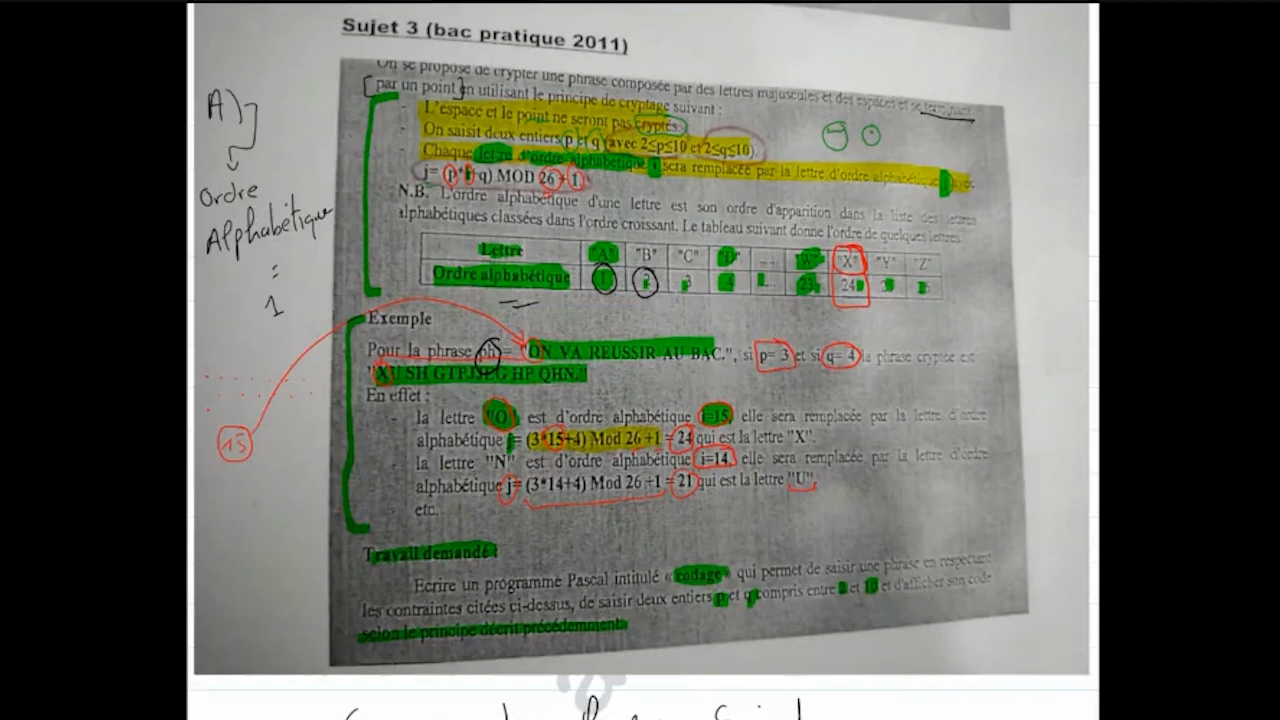 Sujet 3 (bac pratique 2011)
On se propose de crypter une phrase composée par des lettres majuscules et des espaces et se terminant
par un point en utilisant le principe de cryptage suivant :
- L'espace et le point ne seront pas cryptés.
- On saisit deux entiers p et q (avec 2≤p≤10 et 2≤q≤10).
- Chaque lettre d'ordre alphabétique i sera remplacée par la lettre d'ordre alphabétique
j= (p*i+q) MOD 26 +1
N.B. L'ordre alphabétique d'une lettre est son ordre d'apparition dans la liste des lettres
alphabétiques classées dans l'ordre croissant. Le tableau suivant donne l'ordre de quelques lettres.
Lettre "A" "B" "C" "D" .... "W" "X" "Y" "Z"
Ordre alphabétique 1 2 3 4 .... 23 24
A)
Ordre
Alphabétique
:
1
Exemple
Pour la phrase ph = "ON VA REUSSIR AU BAC.", si p= 3 et si q= 4 la phrase cryptée est
"XUSH GTPJSEG HP QHN."
En effet :
- la lettre "O" est d'ordre alphabétique i=15, elle sera remplacée par la lettre d'ordre
alphabétique j= (3*15+4) Mod 26 +1 = 24 qui est la lettre "X".
15
- la lettre "N" est d'ordre alphabétique i=14, elle sera remplacée par la lettre d'ordre
alphabétique j= (3*14+4) Mod 26 +1 = 21 qui est la lettre "U".
- etc.
Travail demandé :
Ecrire un programme Pascal intitulé « codage » qui permet de saisir une phrase en respectant
les contraintes citées ci-dessus, de saisir deux entiers p et q compris entre 2 et 10 et d'afficher son code
selon le principe décrit précédemment.